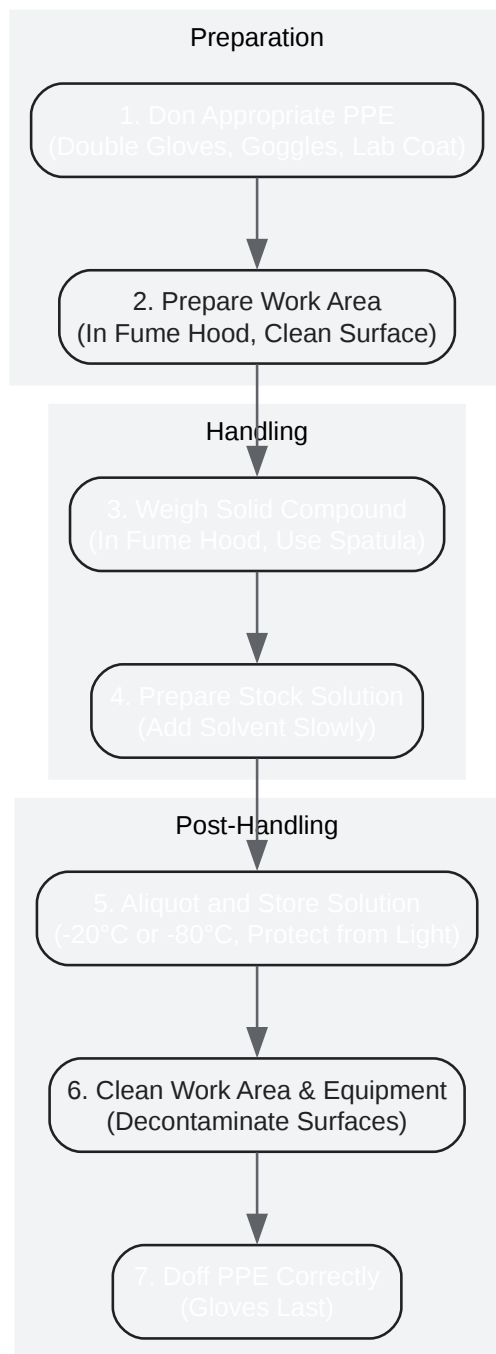 Preparation
1. Don Appropriate PPE
(Double Gloves, Goggles, Lab Coat)
2. Prepare Work Area
(In Fume Hood, Clean Surface)
Handling
3. Weigh Solid Compound
(In Fume Hood, Use Spatula)
4. Prepare Stock Solution
(Add Solvent Slowly)
Post-Handling
5. Aliquot and Store Solution
(-20°C or -80°C, Protect from Light)
6. Clean Work Area & Equipment
(Decontaminate Surfaces)
7. Doff PPE Correctly
(Gloves Last)